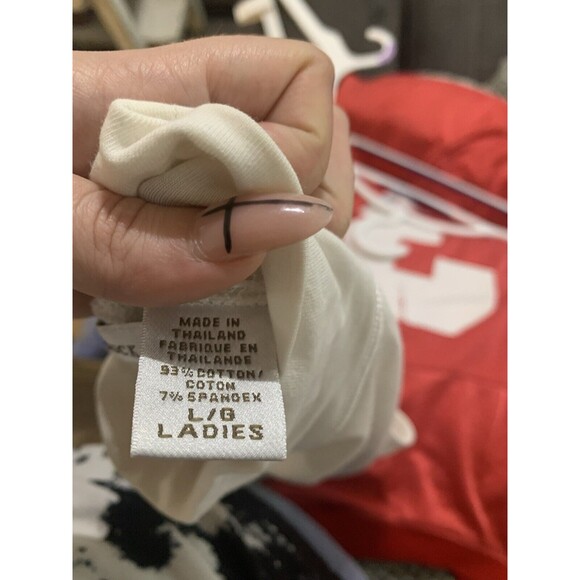 MADE IN
THAILAND
FABRIQUE EN
THAILANDE
93% COTTON/
COTON
7% SPANDEX
L/G
LADIES